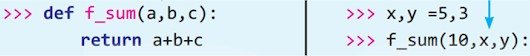 >>> def f_sum(a,b,c):
return a+b+c
>>> x,y =5,3
>>> f_sum(10,x,y):